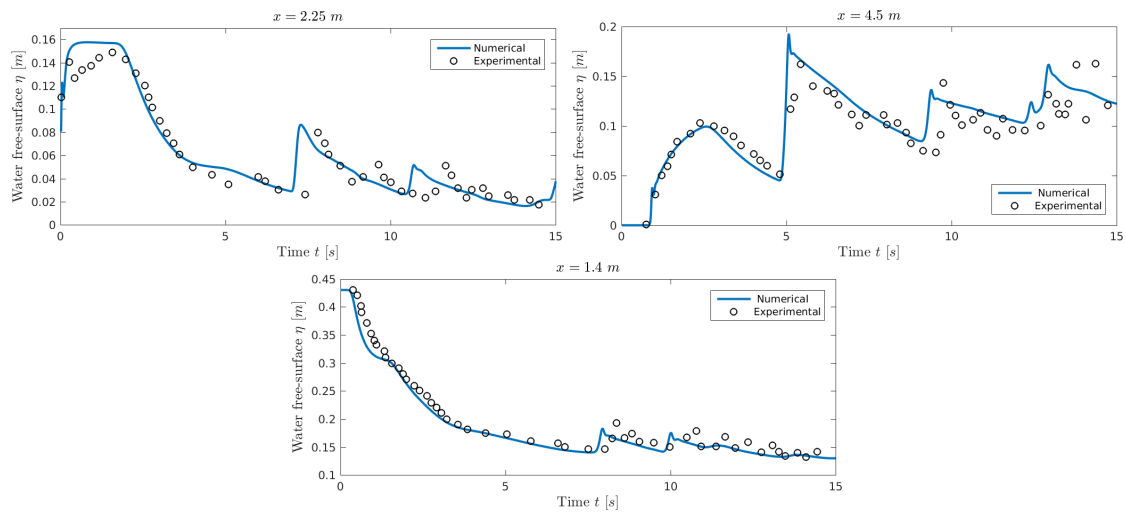 x = 2.25 m
Water free-surface η [m]
0.16
0.14
0.12
0.1
0.08
0.06
0.04
0.02
0
Numerical
Experimental
0 5 10 15
Time t [s]
x = 4.5 m
Water free-surface η [m]
0.2
0.15
0.1
0.05
0
Numerical
Experimental
0 5 10 15
Time t [s]
x = 1.4 m
Water free-surface η [m]
0.45
0.4
0.35
0.3
0.25
0.2
0.15
0.1
Numerical
Experimental
0 5 10 15
Time t [s]